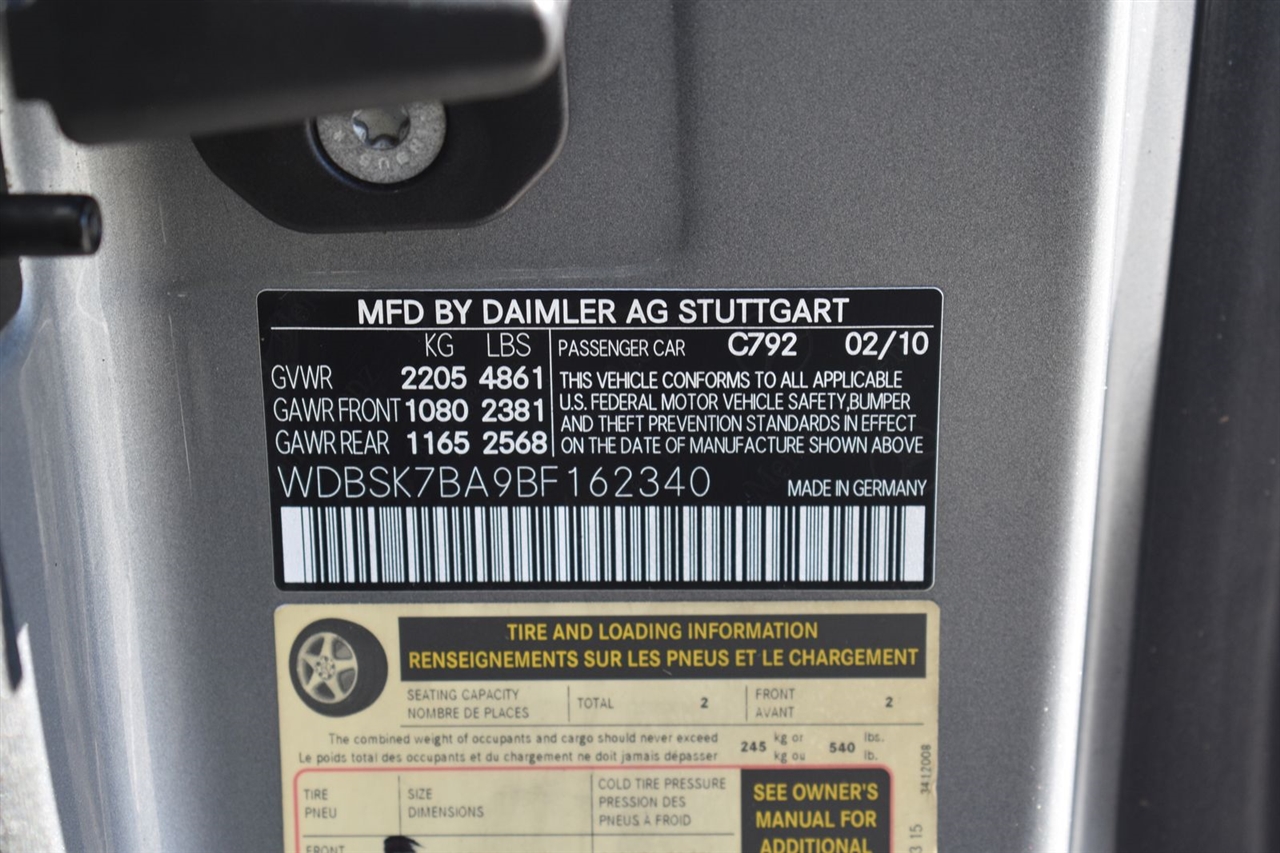 MFD BY DAIMLER AG STUTTGART
KG LBS
GVWR 2205 4861
GAWR FRONT 1080 2381
GAWR REAR 1165 2568
PASSENGER CAR C792 02/10
THIS VEHICLE CONFORMS TO ALL APPLICABLE
U.S. FEDERAL MOTOR VEHICLE SAFETY,BUMPER
AND THEFT PREVENTION STANDARDS IN EFFECT
ON THE DATE OF MANUFACTURE SHOWN ABOVE
WDBSK7BA9BF162340 MADE IN GERMANY
TIRE AND LOADING INFORMATION
RENSEIGNEMENTS SUR LES PNEUS ET LE CHARGEMENT
SEATING CAPACITY
NOMBRE DE PLACES
TOTAL 2
FRONT
AVANT
2
The combined weight of occupants and cargo should never exceed
Le poids total des occupants et du chargement ne doit jamais dépasser
245 kg or
kg ou
540 lbs.
lb.
TIRE
PNEU
SIZE
DIMENSIONS
COLD TIRE PRESSURE
PRESSION DES
PNEUS À FROID
SEE OWNER'S
MANUAL FOR
ADDITIONAL
FRONT
3412008